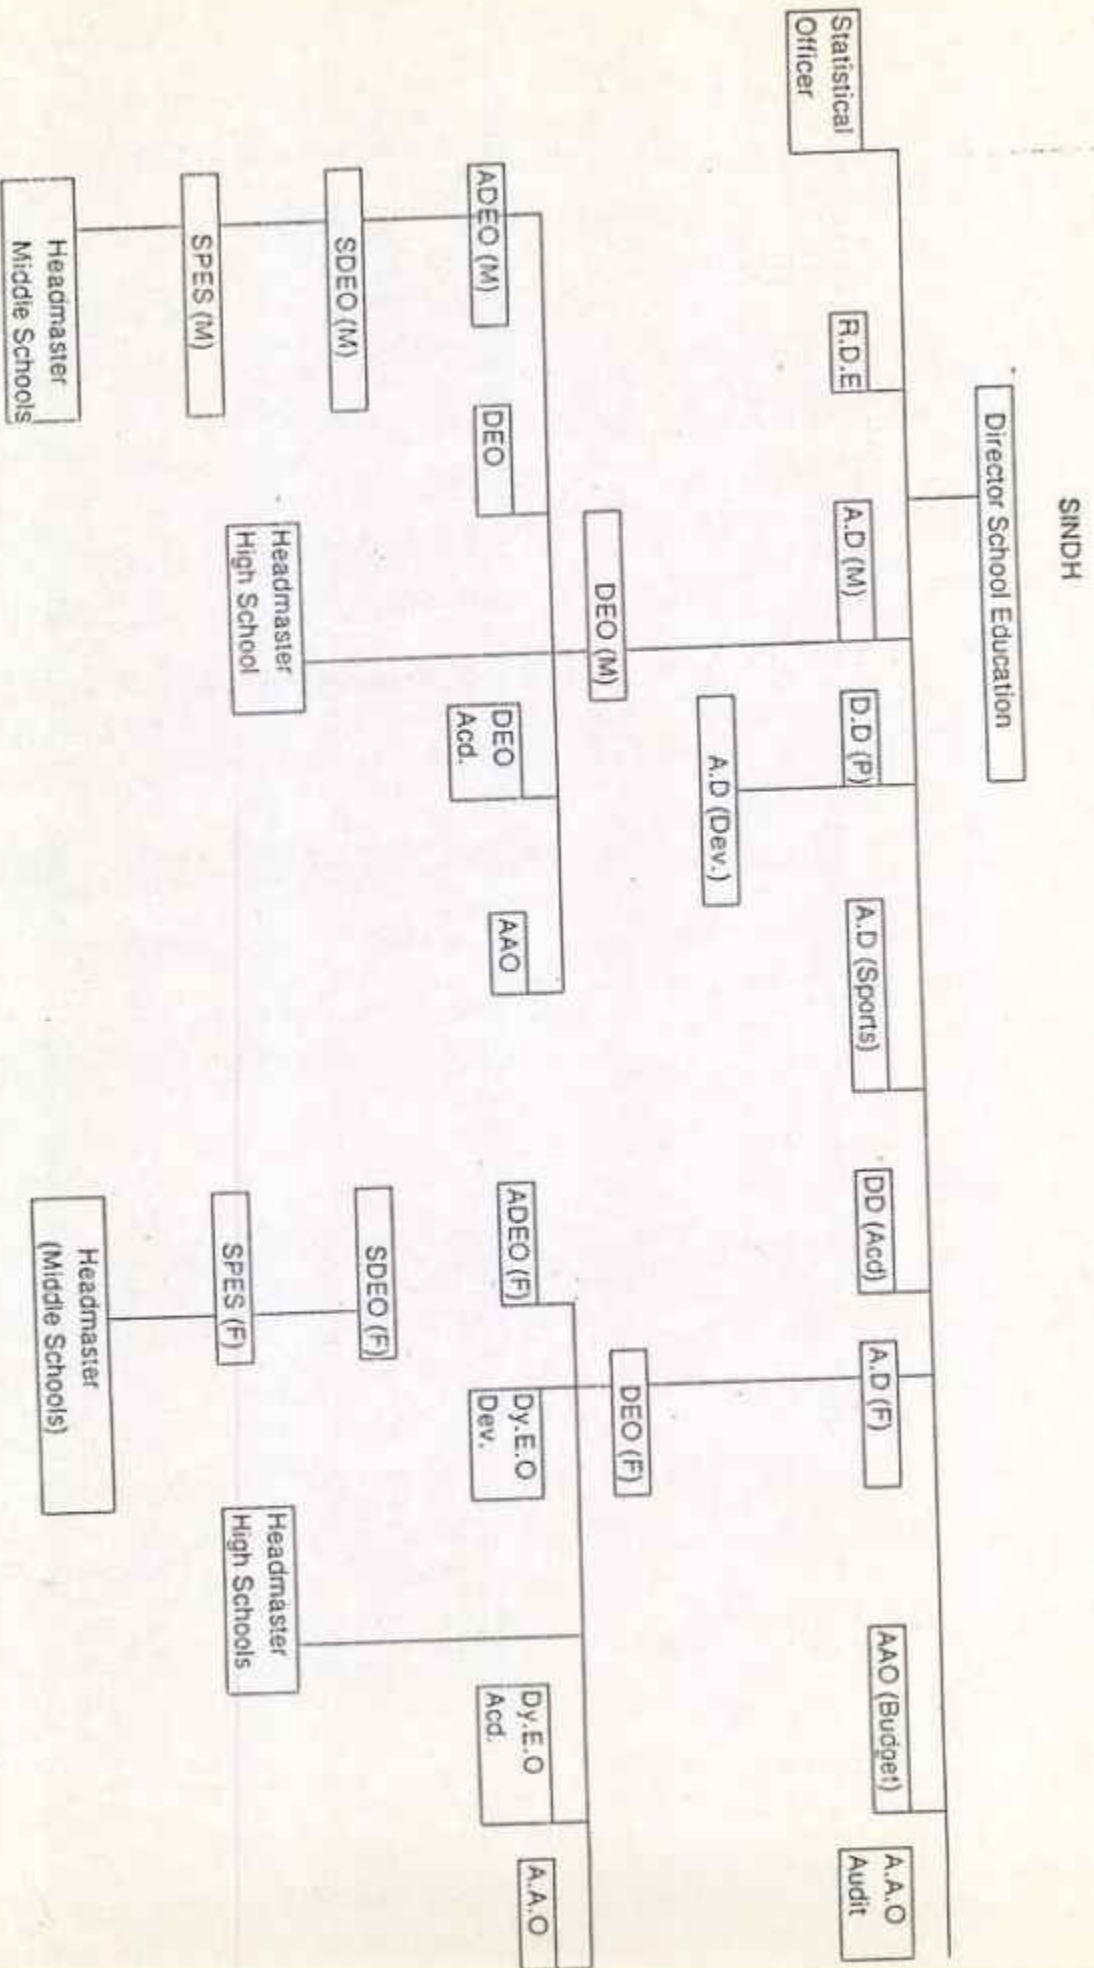 SINDH
Director School Education
Statistical
Officer
R.D.E
A.D (M)
D.D (P)
A.D (Sports)
DD (Acd)
A.D (F)
AAO (Budget)
A.A.O
Audit
A.D (Dev.)
DEO (M)
DEO (F)
ADEO (M)
DEO
DEO
Acd.
AAO
ADEO (F)
Dy.E.O
Dev.
Dy.E.O
Acd.
A.A.O
SDEO (M)
SDEO (F)
Headmaster
High School
Headmaster
High Schools
SPES (M)
SPES (F)
Headmaster
Middle Schools
Headmaster
(Middle Schools)